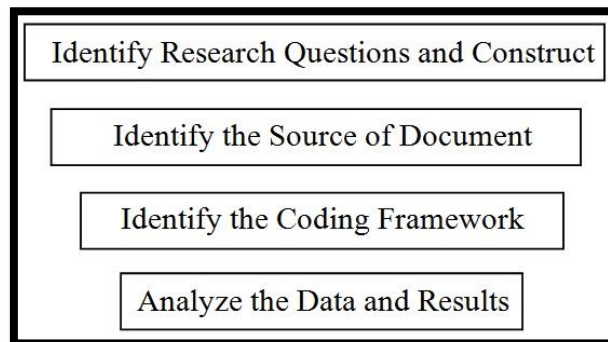 Identify Research Questions and Construct
Identify the Source of Document
Identify the Coding Framework
Analyze the Data and Results